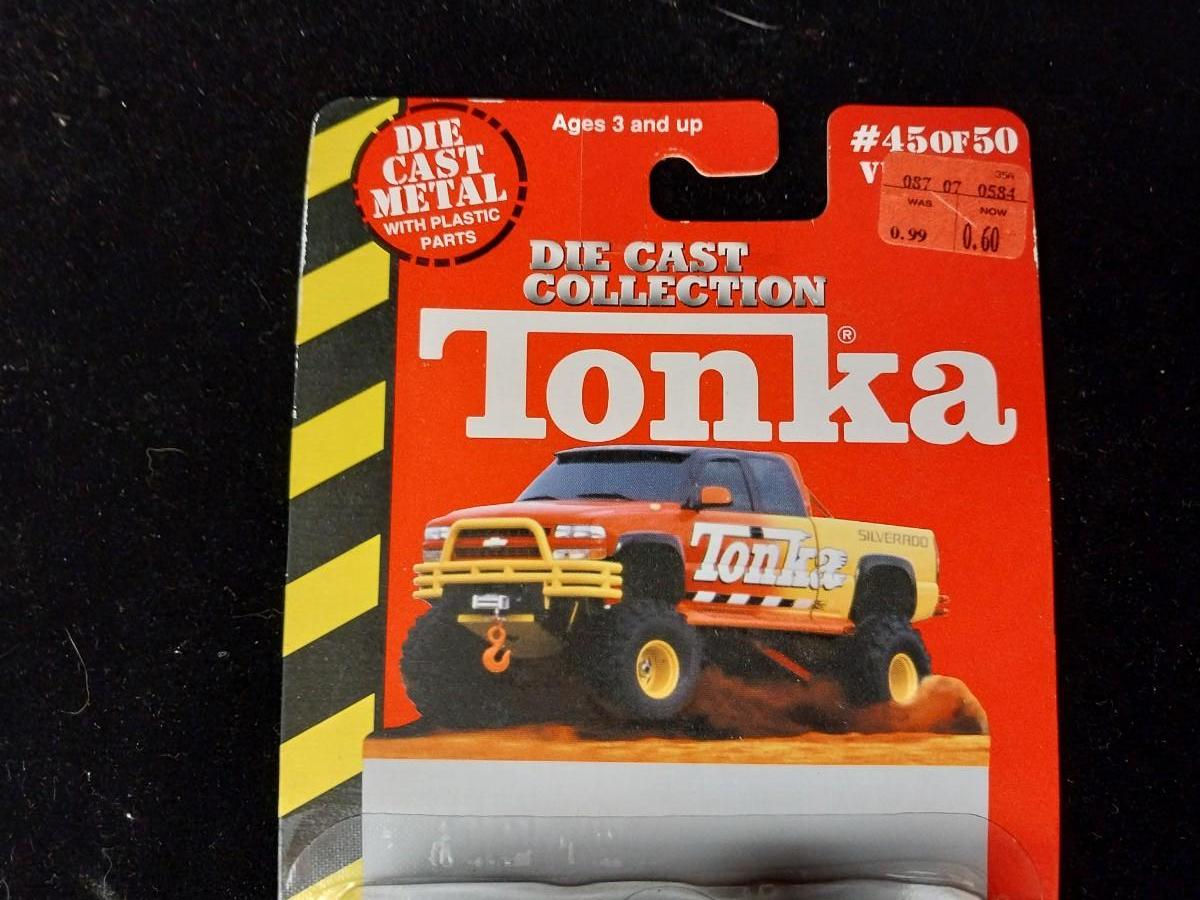 DIE
CAST
METAL
WITH PLASTIC
PARTS
Ages 3 and up
#45OF50
35A
087 07 0584
WAS NOW
0.99 0.60
DIE CAST
COLLECTION
Tonka®
Tonka
SILVERADO